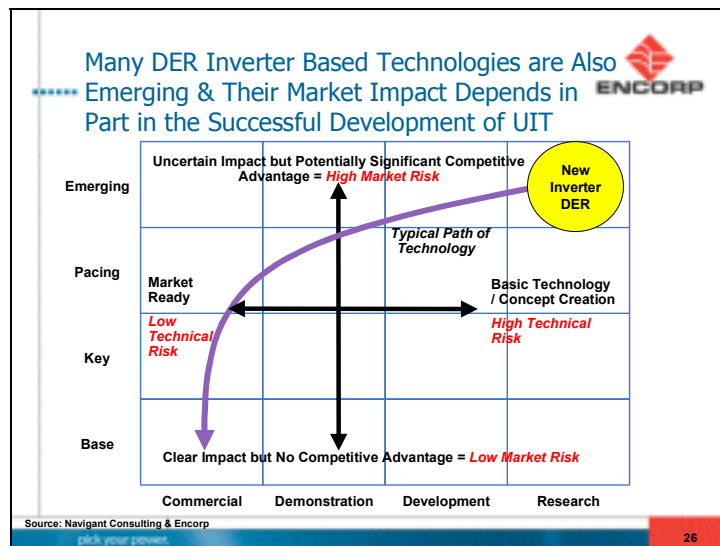 Many DER Inverter Based Technologies are Also
Emerging & Their Market Impact Depends in
Part in the Successful Development of UIT
ENCORP
Uncertain Impact but Potentially Significant Competitive
Advantage = High Market Risk
New
Inverter
DER
Emerging
Typical Path of
Technology
Pacing
Market
Ready
Basic Technology
/ Concept Creation
Low
Technical
Risk
High Technical
Risk
Key
Base
Clear Impact but No Competitive Advantage = Low Market Risk
Commercial Demonstration Development Research
Source: Navigant Consulting & Encorp
pick your power.
26